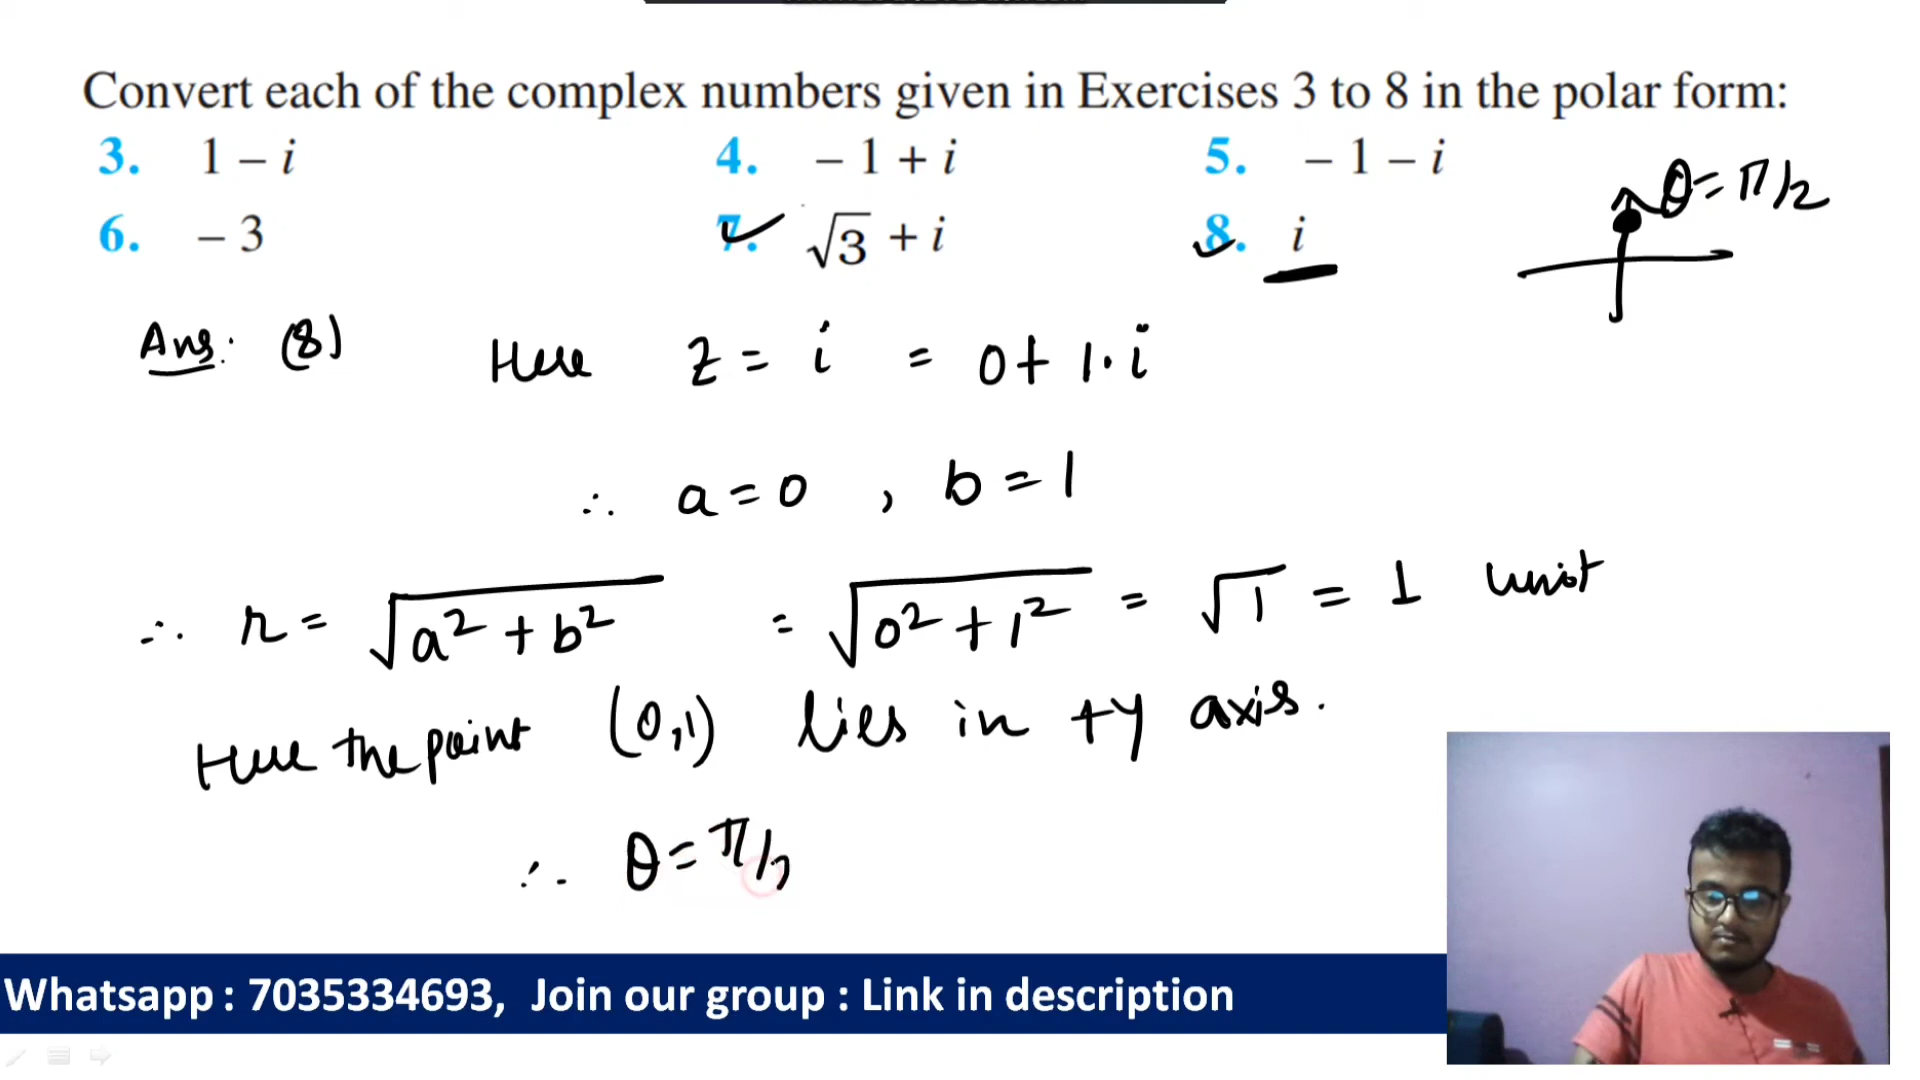 Convert each of the complex numbers given in Exercises 3 to 8 in the polar form:
3. 1 – i 4. – 1 + i 5. – 1 – i
6. – 3 7. √3 + i 8. i
θ = π/2
Ans: (8) Here z = i = 0 + 1·i
∴ a = 0 , b = 1
∴ r = √a² + b² = √0² + 1² = √1 = 1 unit
Here the point (0,1) lies in +y axis.
∴ θ = π/2
Whatsapp : 7035334693, Join our group : Link in description